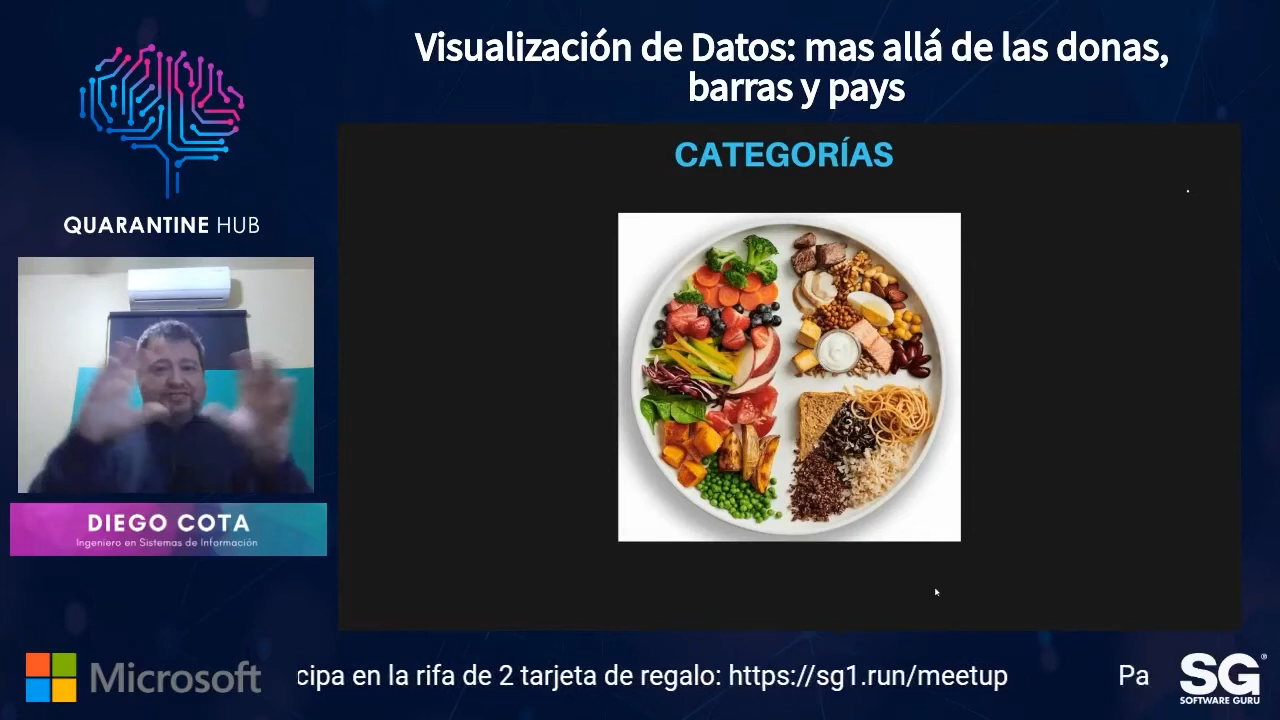 Visualización de Datos: mas allá de las donas,
barras y pays
QUARANTINE HUB
CATEGORÍAS
DIEGO COTA
Ingeniero en Sistemas de Información
Microsoft
cipa en la rifa de 2 tarjeta de regalo: https://sg1.run/meetup
Pa
SG®
SOFTWARE GURU